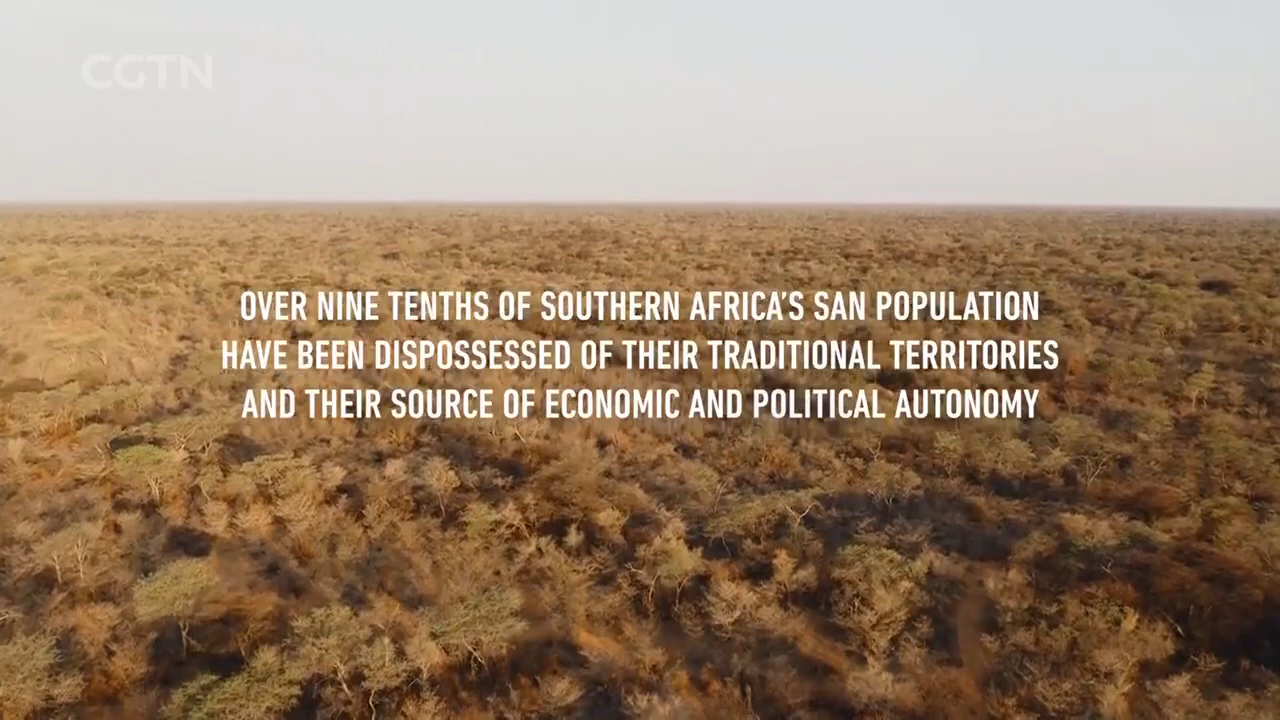 CGTN
OVER NINE TENTHS OF SOUTHERN AFRICA'S SAN POPULATION
HAVE BEEN DISPOSSESSED OF THEIR TRADITIONAL TERRITORIES
AND THEIR SOURCE OF ECONOMIC AND POLITICAL AUTONOMY